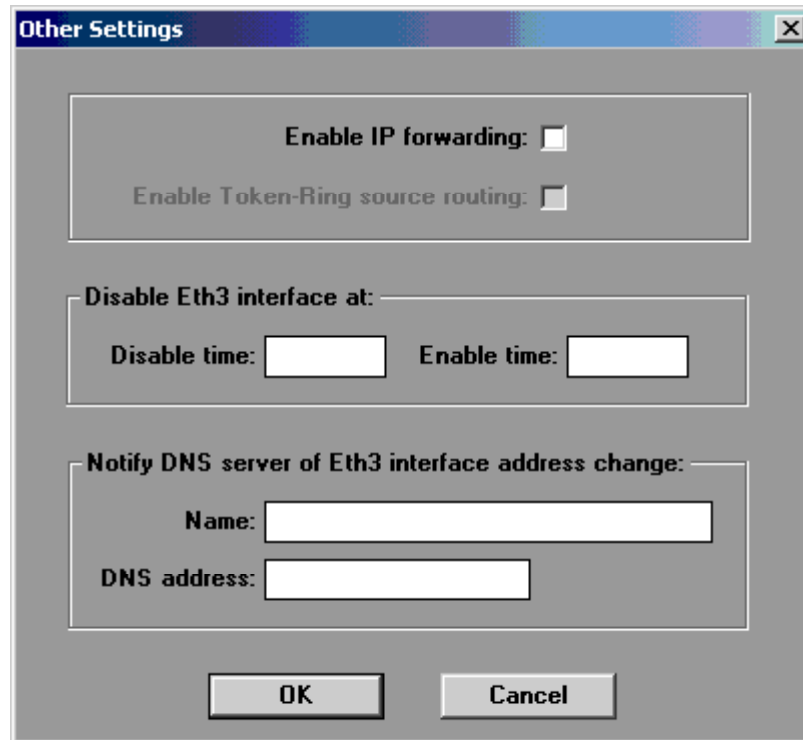 Other Settings
Enable IP forwarding:
Enable Token-Ring source routing:
Disable Eth3 interface at:
Disable time: Enable time:
Notify DNS server of Eth3 interface address change:
Name:
DNS address:
OK Cancel